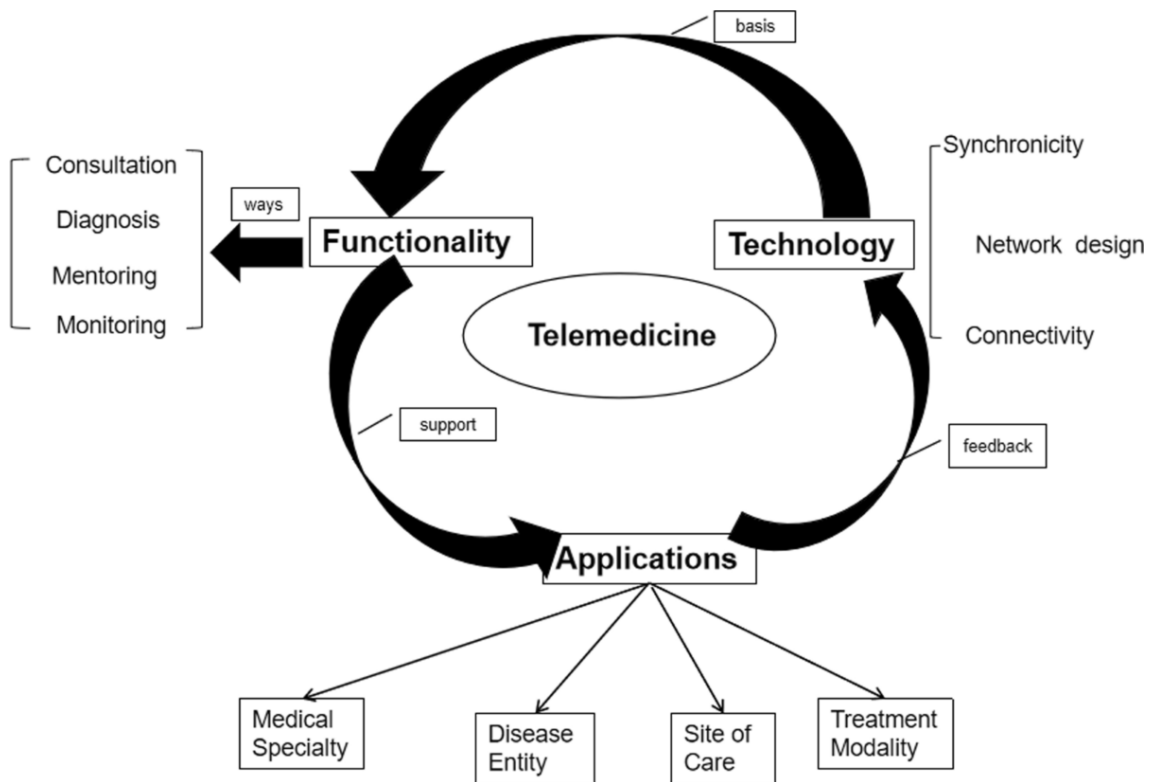 basis
Consultation
Diagnosis
Mentoring
Monitoring
ways
Functionality
Technology
Synchronicity
Network design
Connectivity
Telemedicine
support
feedback
Applications
Medical
Specialty
Disease
Entity
Site of
Care
Treatment
Modality